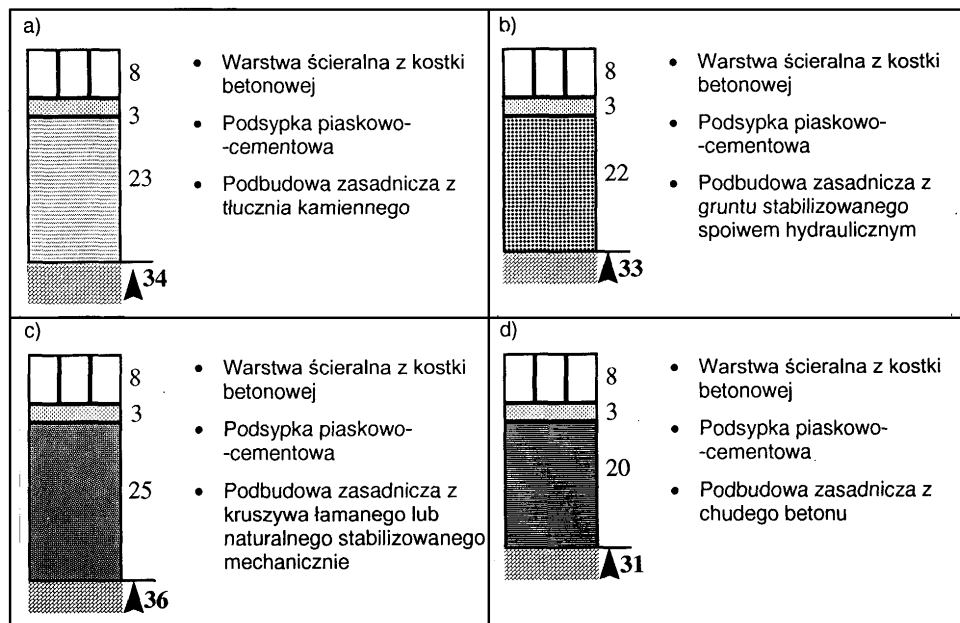 a)
8
3
23
34
• Warstwa ścieralna z kostki
betonowej
• Podsypka piaskowo-
-cementowa
• Podbudowa zasadnicza z
tłucznia kamiennego
b)
8
3
22
33
• Warstwa ścieralna z kostki
betonowej
• Podsypka piaskowo-
-cementowa
• Podbudowa zasadnicza z
gruntu stabilizowanego
spoiwem hydraulicznym
c)
8
3
25
36
• Warstwa ścieralna z kostki
betonowej
• Podsypka piaskowo-
-cementowa
• Podbudowa zasadnicza z
kruszywa łamanego lub
naturalnego stabilizowanego
mechanicznie
d)
8
3
20
31
• Warstwa ścieralna z kostki
betonowej
• Podsypka piaskowo-
-cementowa
• Podbudowa zasadnicza z
chudego betonu